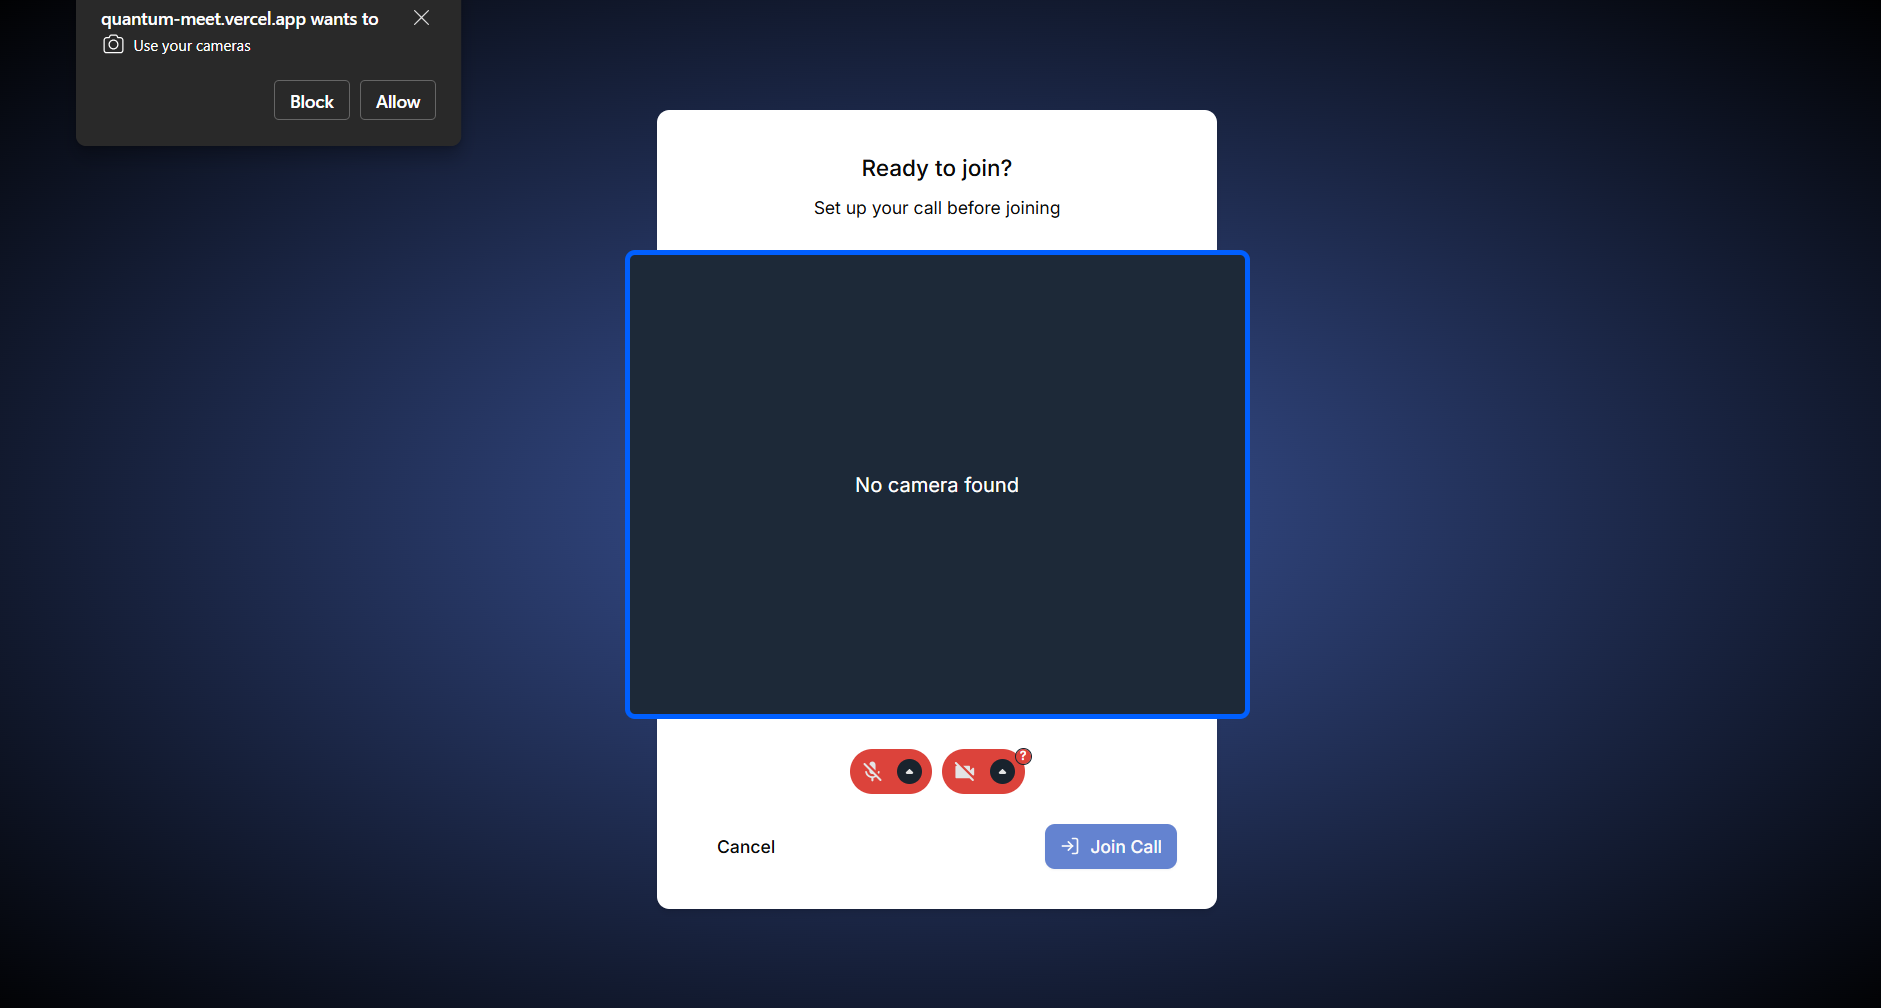 quantum-meet.vercel.app wants to
Use your cameras
Block
Allow
Ready to join?
Set up your call before joining
No camera found
?
Cancel
Join Call